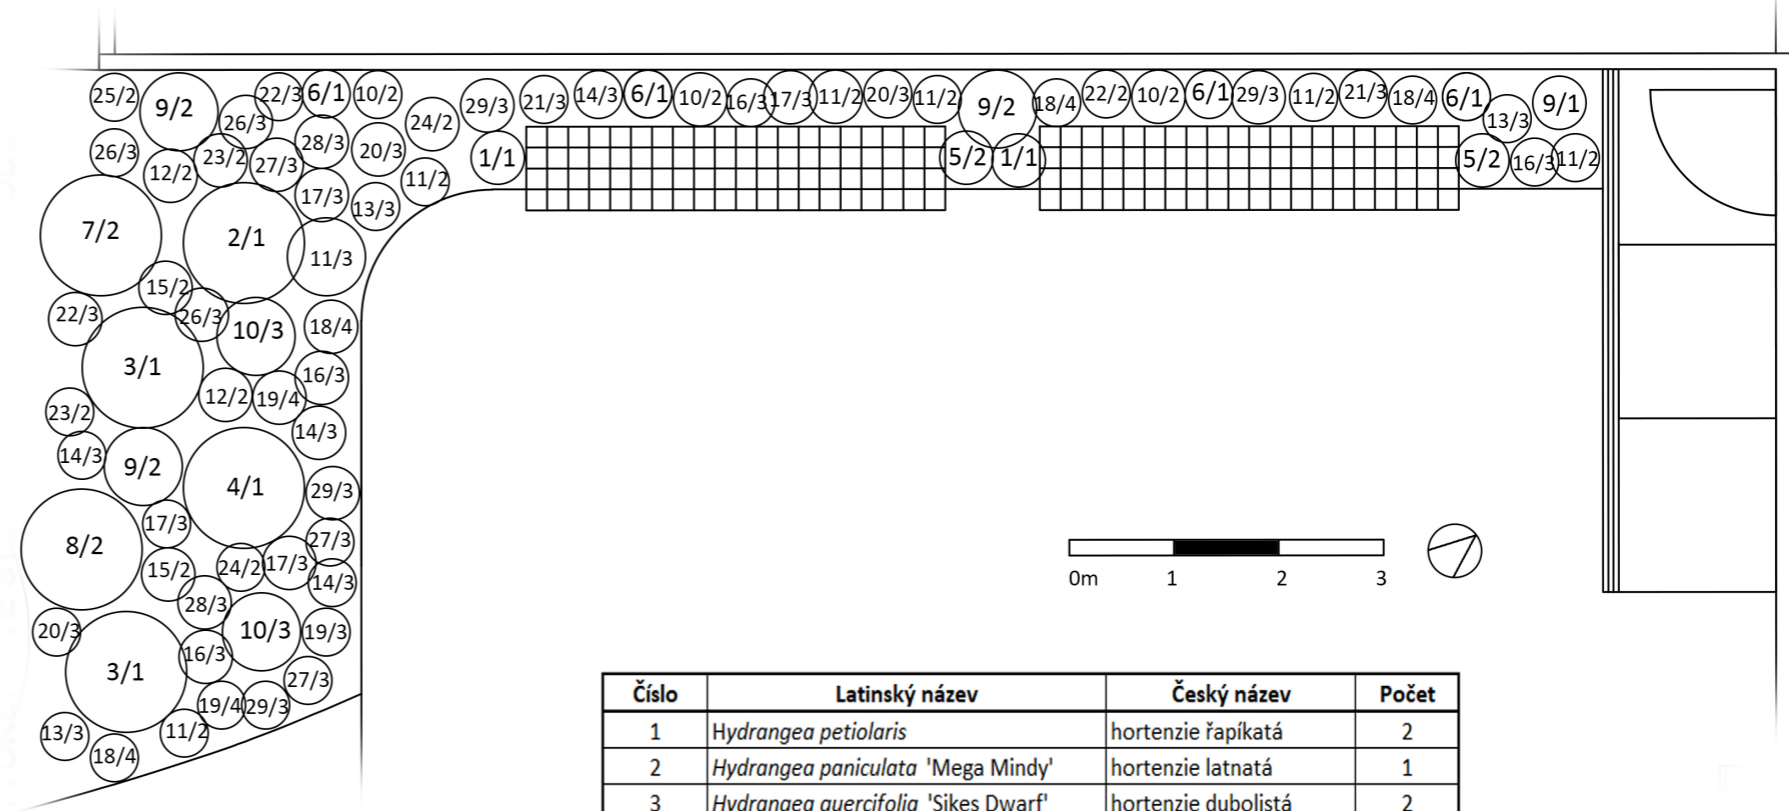 25/2 9/2 22/3 6/1 10/2 29/3 21/3 14/3 6/1 10/2 16/3 17/3 11/2 20/3 11/2 9/2 18/4 22/2 10/2 6/1 29/3 11/2 21/3 18/4 6/1 9/1
26/3 24/2 13/3
26/3 12/2 23/2 27/3 28/3 20/3 1/1 5/2 1/1 5/2 16/3 11/2
17/3 11/2
13/3
7/2 2/1 11/3
15/2
22/3 26/3 10/3 18/4
3/1 16/3
23/2 12/2 19/4
14/3 9/2 14/3
4/1 29/3
17/3
8/2 27/3
15/2 24/2 17/3 14/3
28/3
20/3 10/3 19/3
16/3
3/1 27/3
19/4 29/3
13/3 11/2
18/4
0m 1 2 3
Číslo Latinský název Český název Počet
1 Hydrangea petiolaris hortenzie řapíkatá 2
2 Hydrangea paniculata 'Mega Mindy' hortenzie latnatá 1
3 Hydrangea quercifolia 'Sikes Dwarf' hortenzie dubolistá 2